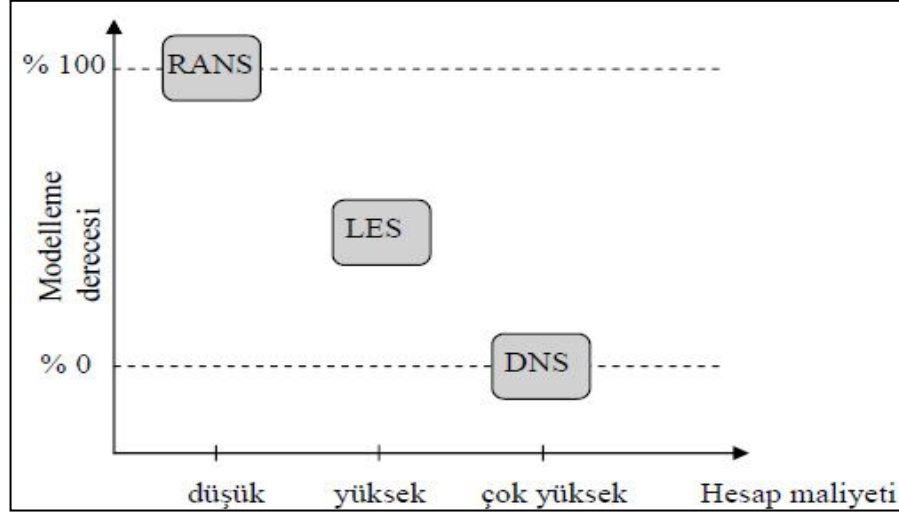 % 100
RANS
Modelleme
derecesi
LES
% 0
DNS
düşük
yüksek
çok yüksek
Hesap maliyeti